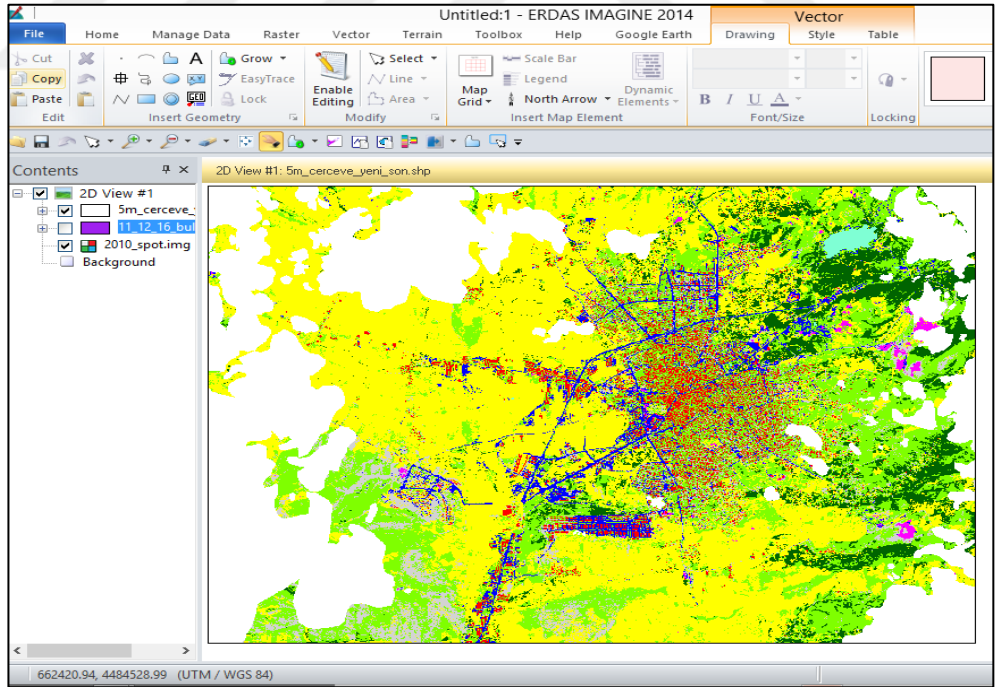 Untitled:1 - ERDAS IMAGINE 2014
Vector
File Home Manage Data Raster Vector Terrain Toolbox Help Google Earth Drawing Style Table
Cut
Copy
Paste
Edit
A
Grow
EasyTrace
GEO
Lock
Insert Geometry
Enable Editing
Select
Line
Area
Modify
Map Grid
Scale Bar
Legend
North Arrow
Dynamic Elements
Insert Map Element
B I U A
Font/Size
Locking
Contents
2D View #1: 5m_cerceve_yeni_son.shp
2D View #1
5m_cerceve_
11_12_16_bul
2010_spot.img
Background
662420.94, 4484528.99 (UTM / WGS 84)